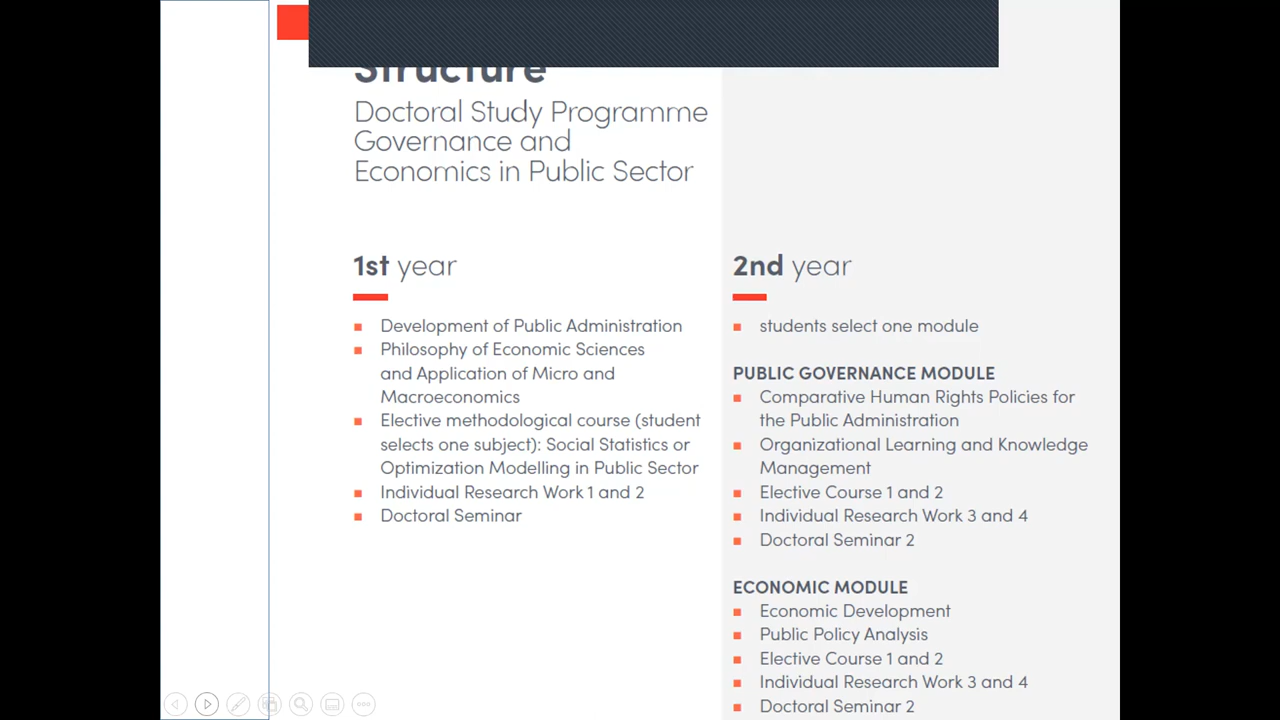 Structure
Doctoral Study Programme
Governance and
Economics in Public Sector
1st year
Development of Public Administration
Philosophy of Economic Sciences
and Application of Micro and
Macroeconomics
Elective methodological course (student
selects one subject): Social Statistics or
Optimization Modelling in Public Sector
Individual Research Work 1 and 2
Doctoral Seminar
2nd year
students select one module
PUBLIC GOVERNANCE MODULE
Comparative Human Rights Policies for
the Public Administration
Organizational Learning and Knowledge
Management
Elective Course 1 and 2
Individual Research Work 3 and 4
Doctoral Seminar 2
ECONOMIC MODULE
Economic Development
Public Policy Analysis
Elective Course 1 and 2
Individual Research Work 3 and 4
Doctoral Seminar 2